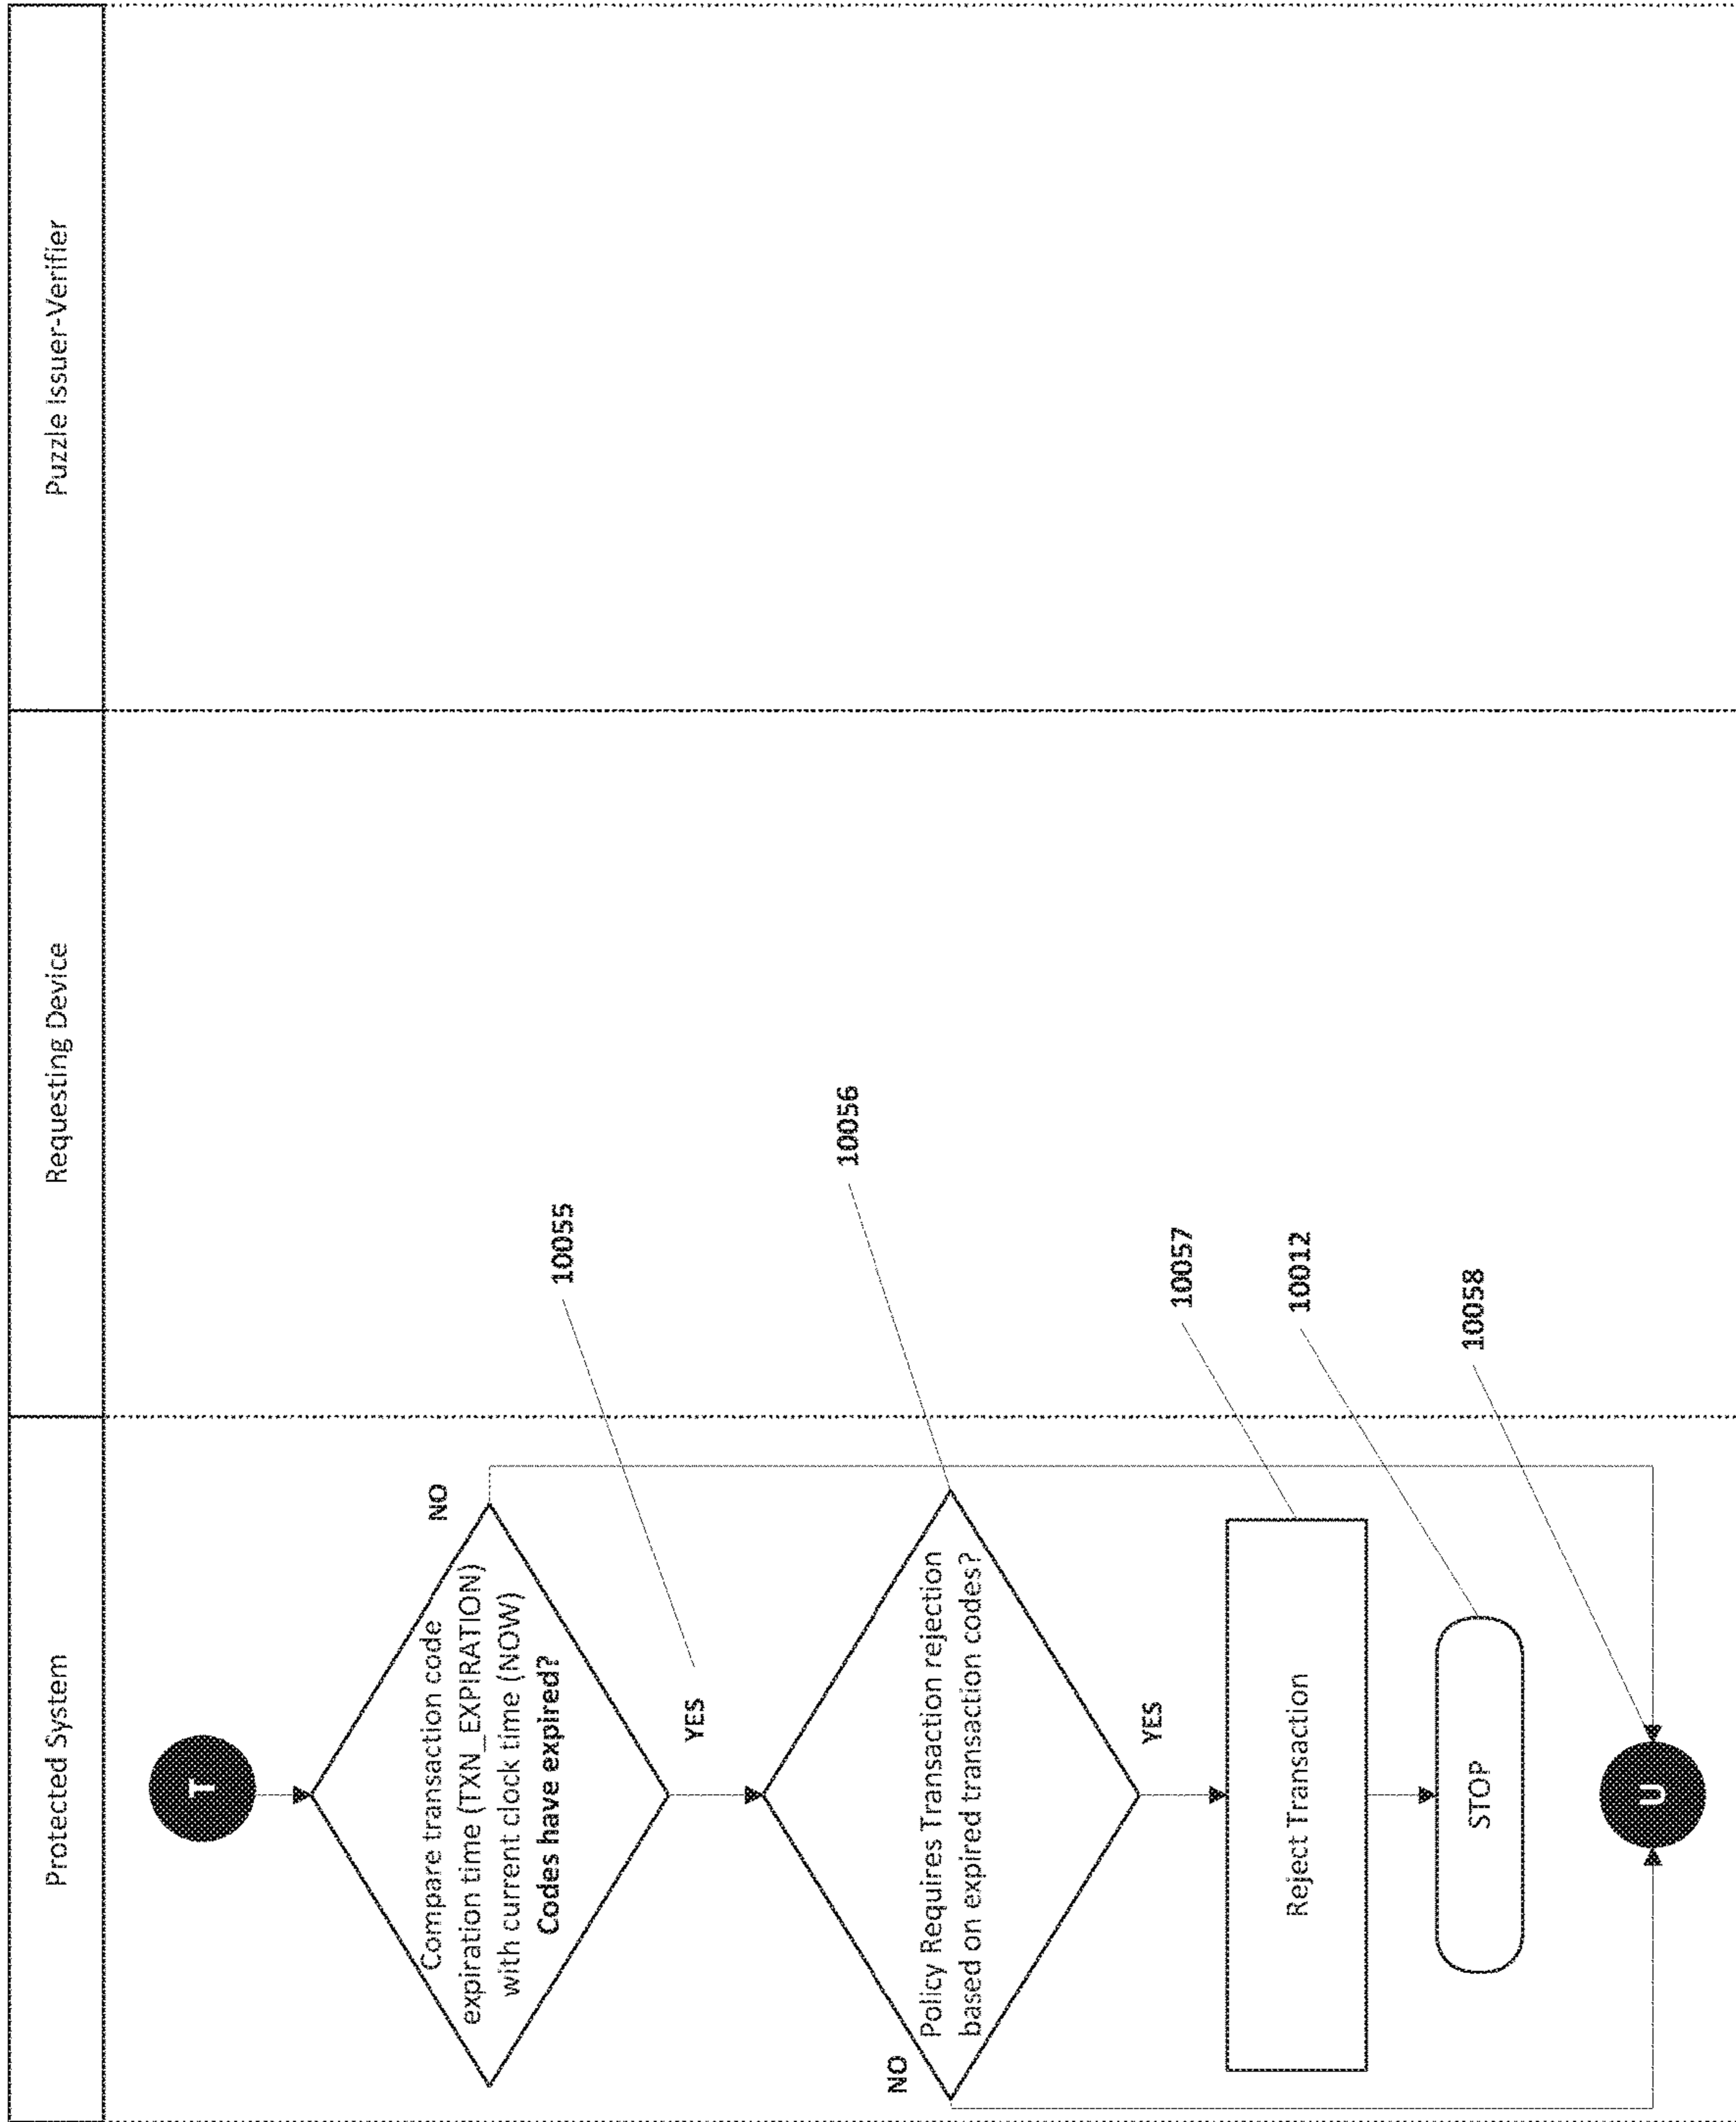 Protected System
Requesting Device
Puzzle Issuer-Verifier
T
Compare transaction code
expiration time (TXN_EXPIRATION)
with current clock time (NOW)
Codes have expired?
NO
10055
YES
10056
Policy Requires Transaction rejection
based on expired transaction codes?
NO
YES
10057
Reject Transaction
10012
STOP
10058
U